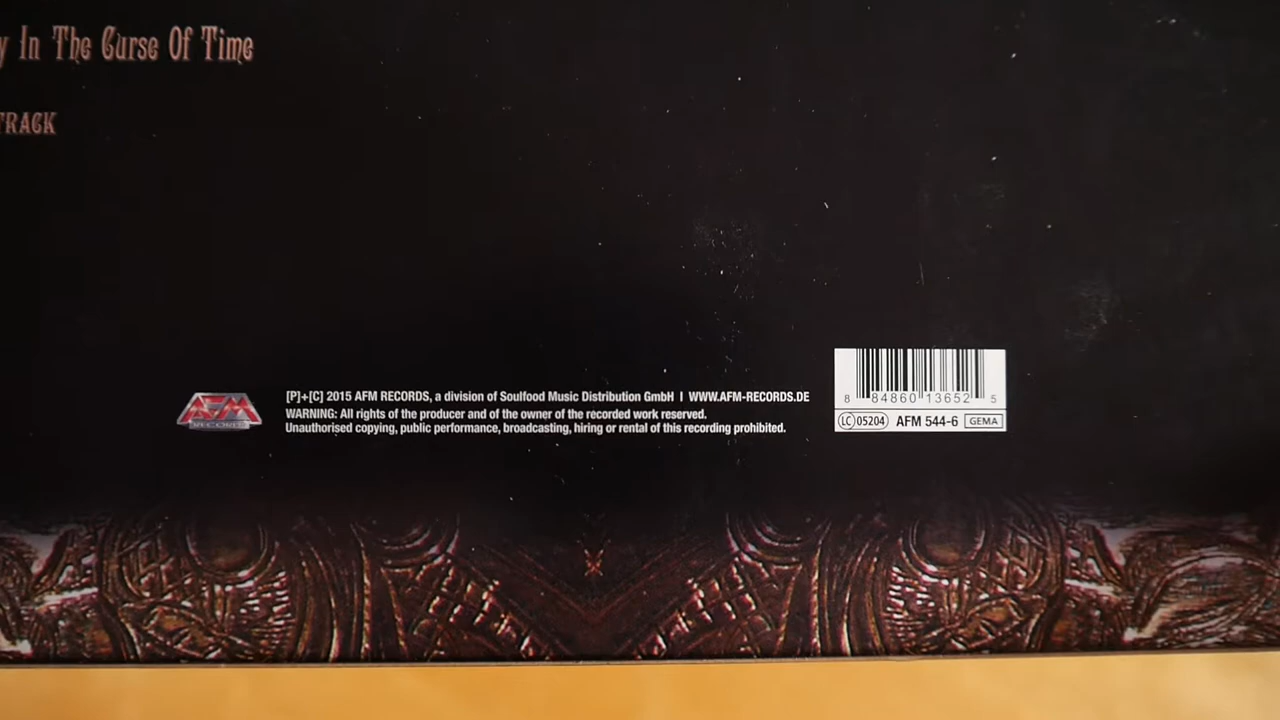 y In The Curse Of Time
TRACK
AFM
RECORDS
[P]+[C] 2015 AFM RECORDS, a division of Soulfood Music Distribution GmbH I WWW.AFM-RECORDS.DE
WARNING: All rights of the producer and of the owner of the recorded work reserved.
Unauthorised copying, public performance, broadcasting, hiring or rental of this recording prohibited.
8 84860 13652 5
LC 05204 AFM 544-6 GEMA